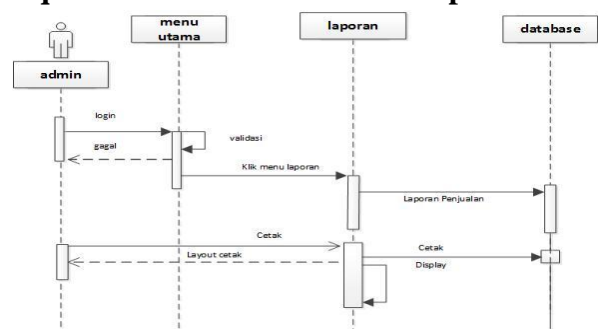 menu
utama
laporan
database
admin
login
validasi
gagal
Klik menu laporan
Laporan Penjualan
Cetak
Layout cetak
Cetak
Display